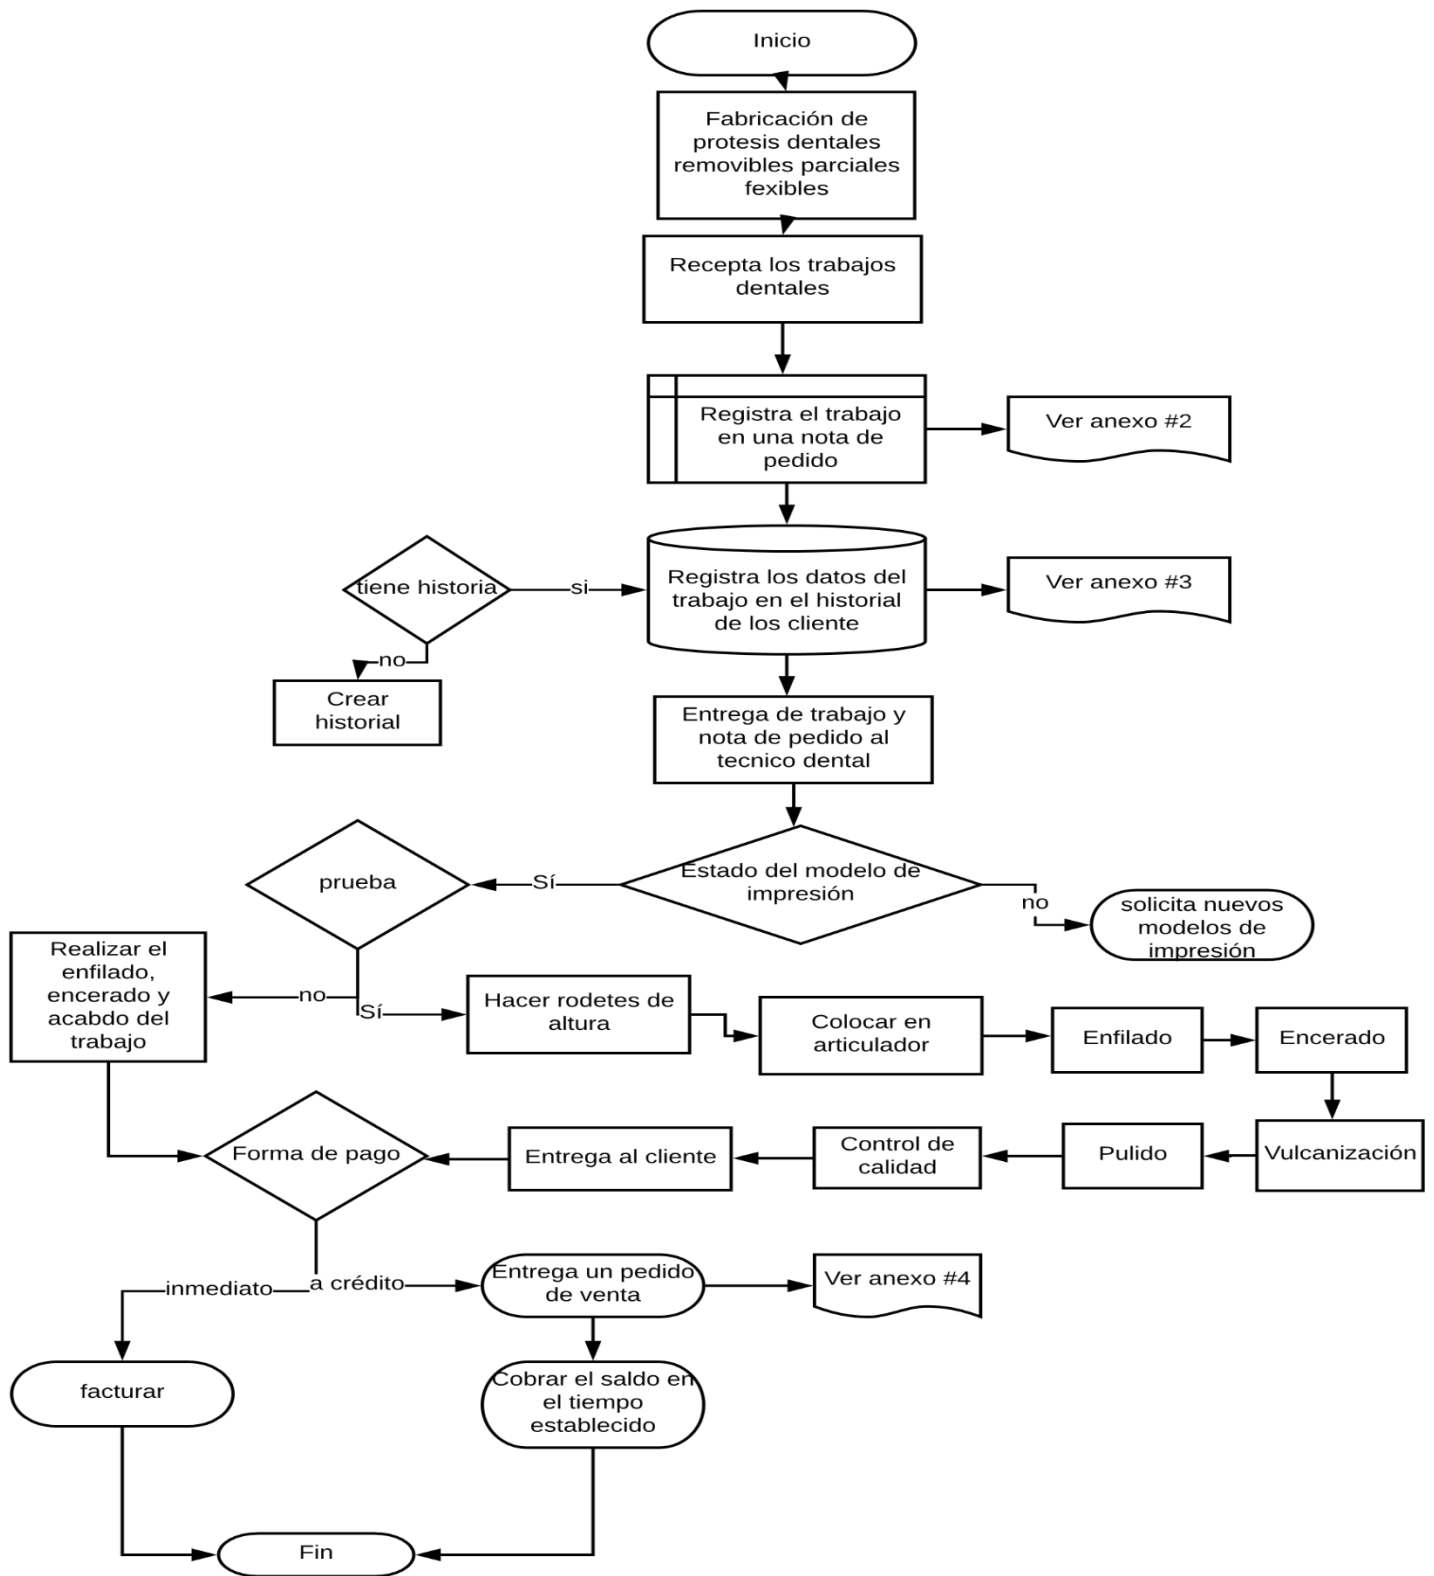 Inicio
Fabricación de
protesis dentales
removibles parciales
fexibles
Recepta los trabajos
dentales
Registra el trabajo
en una nota de
pedido
Ver anexo #2
tiene historia
si
Registra los datos del
trabajo en el historial
de los cliente
Ver anexo #3
no
Crear
historial
Entrega de trabajo y
nota de pedido al
tecnico dental
prueba
Sí
Estado del modelo de
impresión
no
solicita nuevos
modelos de
impresión
Realizar el
enfilado,
encerado y
acabdo del
trabajo
no
Sí
Hacer rodetes de
altura
Colocar en
articulador
Enfilado
Encerado
Forma de pago
Entrega al cliente
Control de
calidad
Pulido
Vulcanización
inmediato
a crédito
Entrega un pedido
de venta
Ver anexo #4
facturar
Cobrar el saldo en
el tiempo
establecido
Fin